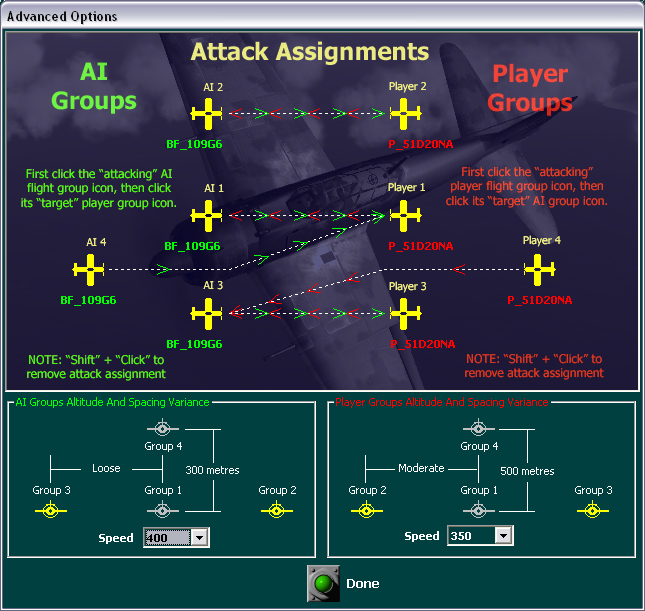 Advanced Options
Attack Assignments
AI
Groups
Player
Groups
AI 2
Player 2
BF_109G6
P_51D20NA
First click the “attacking” AI
flight group icon, then click
its “target” player group icon.
First click the “attacking”
player flight group icon, then
click its “target” AI group icon.
AI 1
Player 1
BF_109G6
P_51D20NA
AI 4
Player 4
BF_109G6
P_51D20NA
AI 3
Player 3
BF_109G6
P_51D20NA
NOTE: “Shift” + “Click” to
remove attack assignment
NOTE: “Shift” + “Click” to
remove attack assignment
AI Groups Altitude And Spacing Variance
Group 4
Loose
300 metres
Group 3
Group 1
Group 2
Speed
400
Player Groups Altitude And Spacing Variance
Group 4
Moderate
500 metres
Group 2
Group 1
Group 3
Speed
350
Done